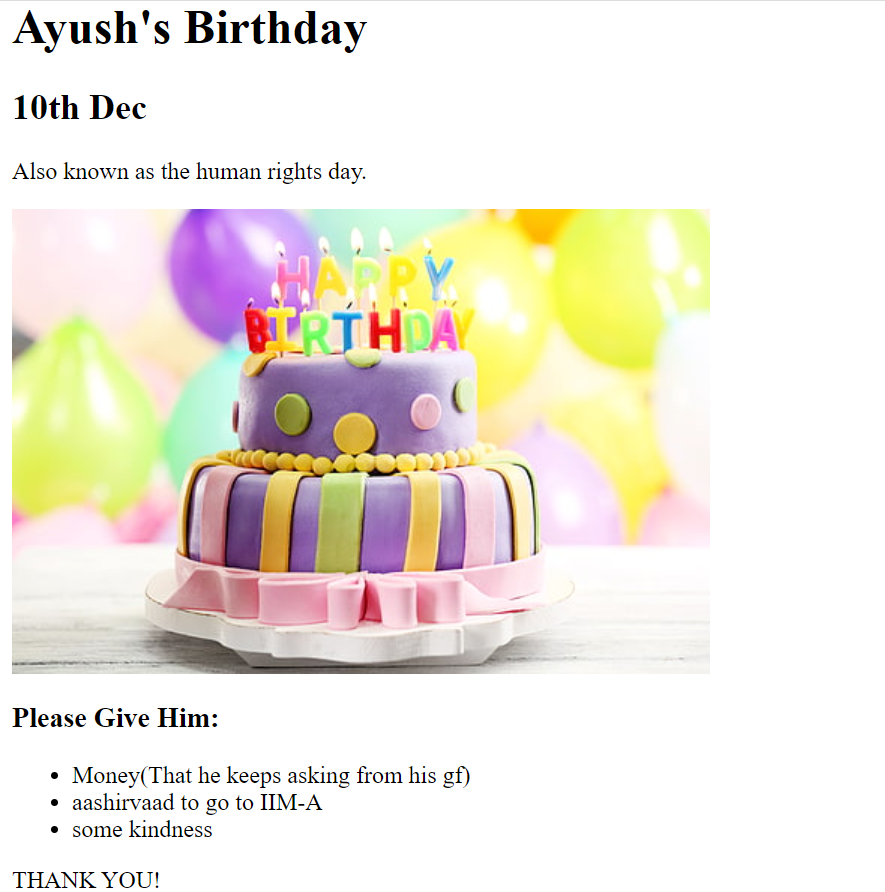 Ayush's Birthday
10th Dec
Also known as the human rights day.
HAPPY
BIRTHDAY
Please Give Him:
• Money(That he keeps asking from his gf)
• aashirvaad to go to IIM-A
• some kindness
THANK YOU!